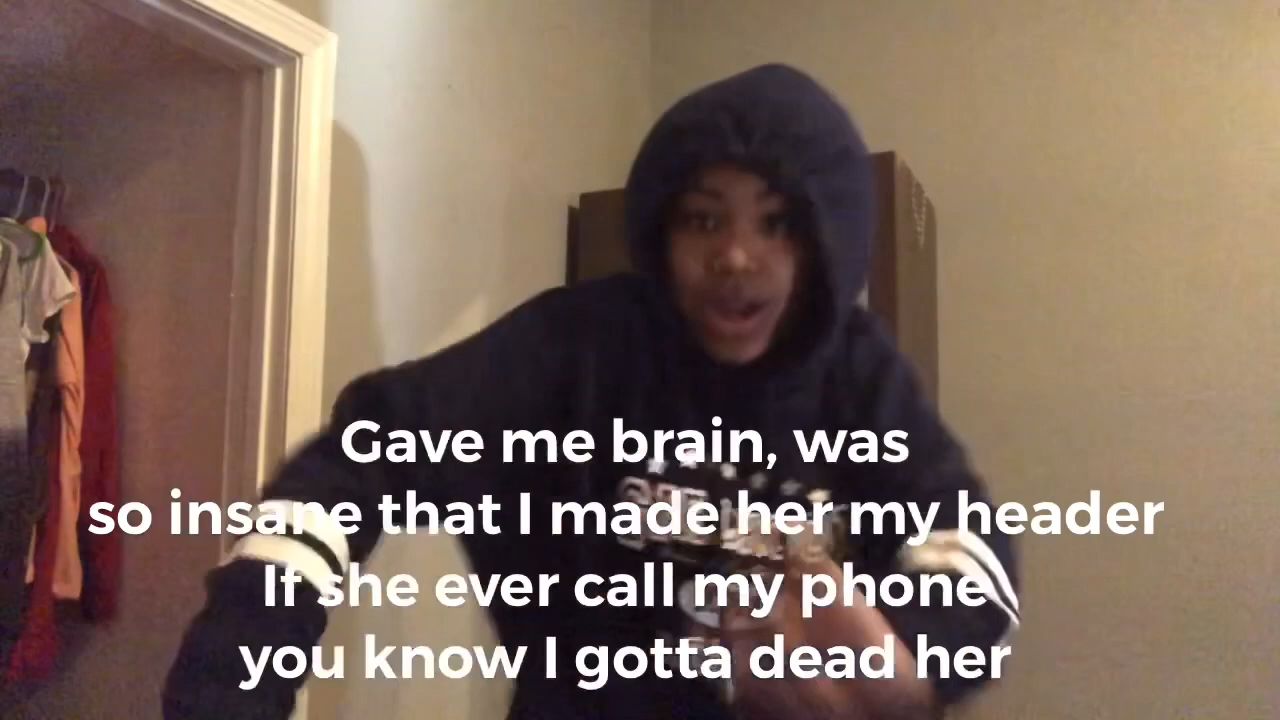 Gave me brain, was
so insane that I made her my header
If she ever call my phone
you know I gotta dead her